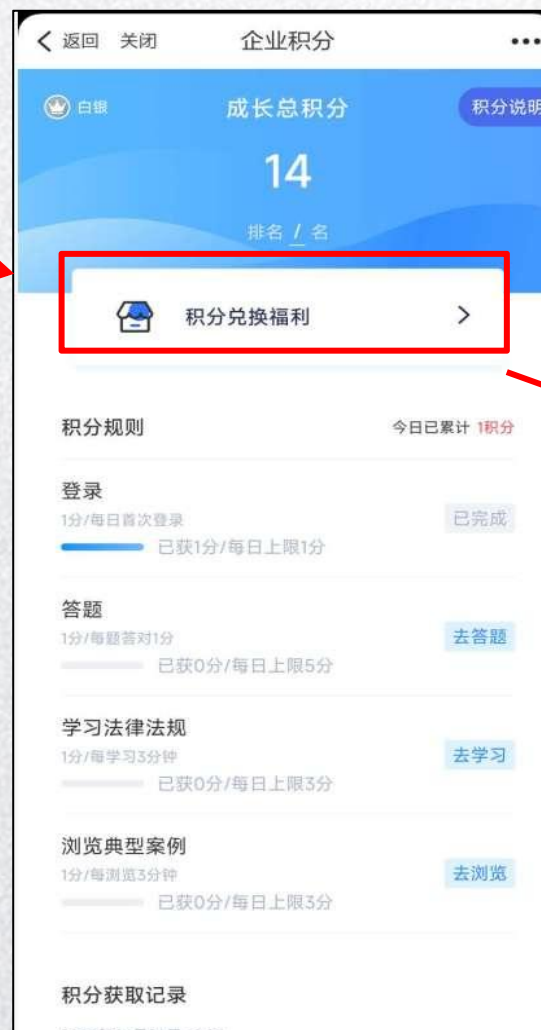 返回 关闭 企业积分
白银 成长总积分 积分说明
14
排名 / 名
积分兑换福利
积分规则 今日已累计 1积分
登录
1分/每日首次登录 已完成
已获1分/每日上限1分
答题
1分/每题答对1分 去答题
已获0分/每日上限5分
学习法律法规
1分/每学习3分钟 去学习
已获0分/每日上限3分
浏览典型案例
1分/每浏览3分钟 去浏览
已获0分/每日上限3分
积分获取记录